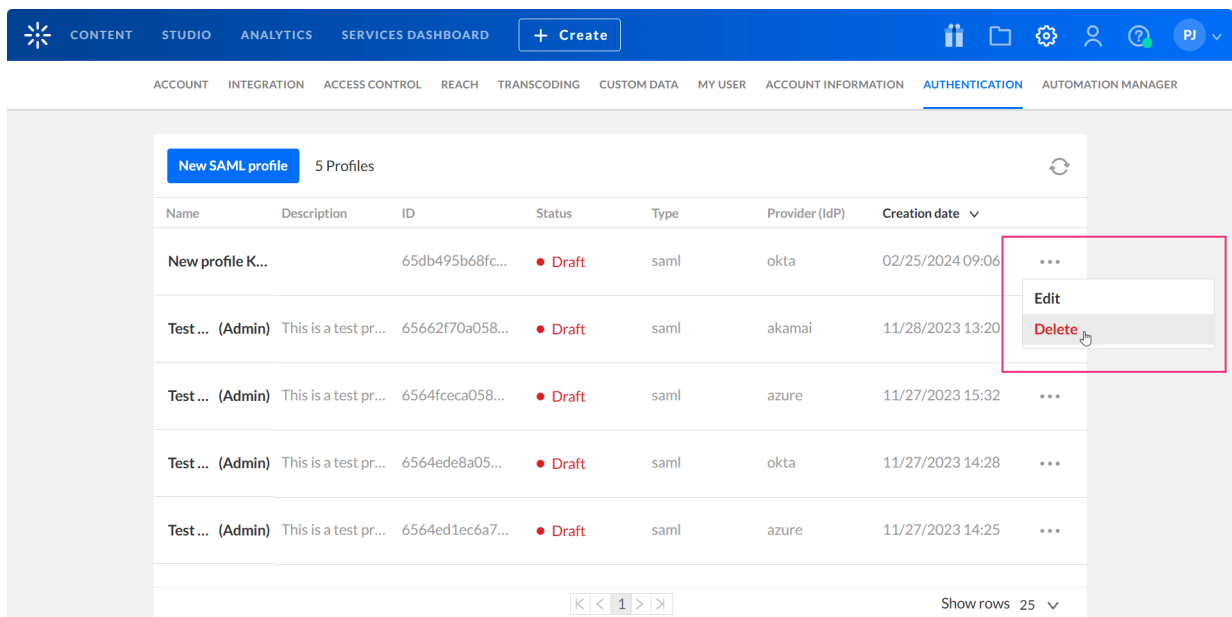 CONTENT STUDIO ANALYTICS SERVICES DASHBOARD + Create PJ
ACCOUNT INTEGRATION ACCESS CONTROL REACH TRANSCODING CUSTOM DATA MY USER ACCOUNT INFORMATION AUTHENTICATION AUTOMATION MANAGER
New SAML profile 5 Profiles
Name Description ID Status Type Provider (IdP) Creation date
New profile K... 65db495b68fc... Draft saml okta 02/25/2024 09:06
Edit
Test ... (Admin) This is a test pr... 65662f70a058... Draft saml akamai 11/28/2023 13:20 Delete
Test ... (Admin) This is a test pr... 6564fceca058... Draft saml azure 11/27/2023 15:32
Test ... (Admin) This is a test pr... 6564ede8a05... Draft saml okta 11/27/2023 14:28
Test ... (Admin) This is a test pr... 6564ed1ec6a7... Draft saml azure 11/27/2023 14:25
1 Show rows 25